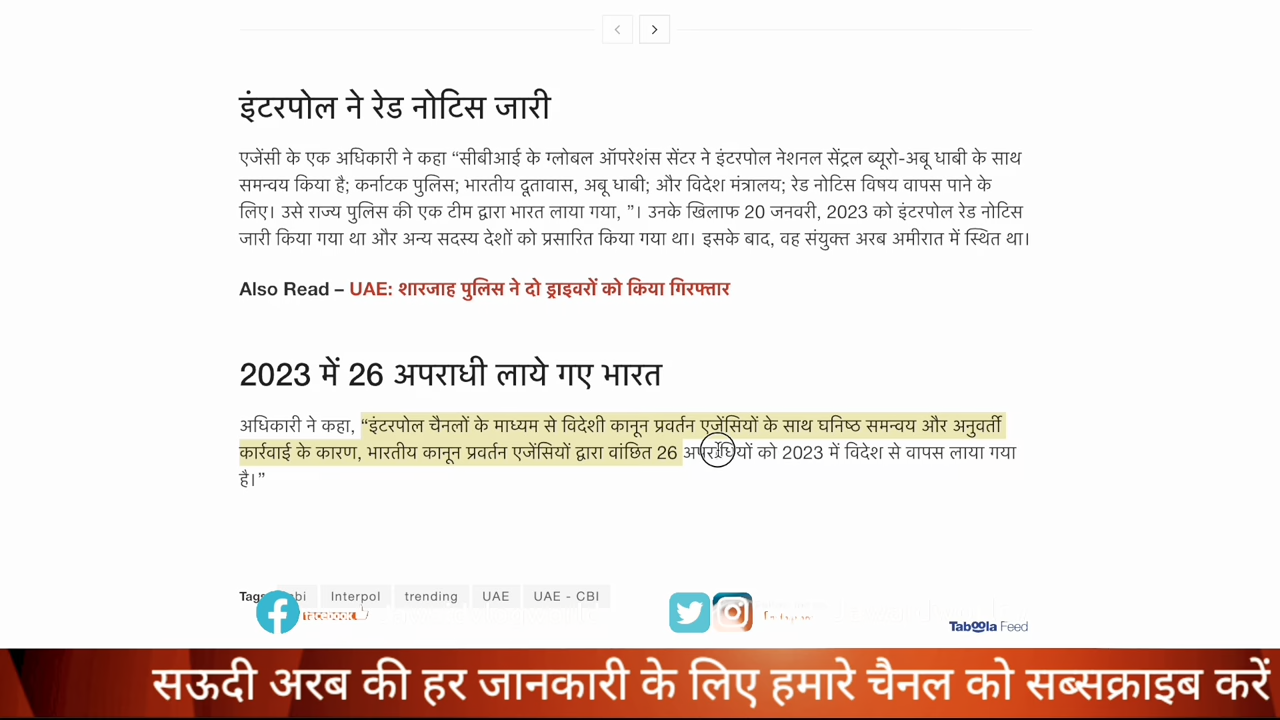 इंटरपोल ने रेड नोटिस जारी
एजेंसी के एक अधिकारी ने कहा “सीबीआई के ग्लोबल ऑपरेशंस सेंटर ने इंटरपोल नेशनल सेंट्रल ब्यूरो-अबू धाबी के साथ
समन्वय किया है; कर्नाटक पुलिस; भारतीय दूतावास, अबू धाबी; और विदेश मंत्रालय; रेड नोटिस विषय वापस पाने के
लिए। उसे राज्य पुलिस की एक टीम द्वारा भारत लाया गया, ”। उनके खिलाफ 20 जनवरी, 2023 को इंटरपोल रेड नोटिस
जारी किया गया था और अन्य सदस्य देशों को प्रसारित किया गया था। इसके बाद, वह संयुक्त अरब अमीरात में स्थित था।
Also Read – UAE: शारजाह पुलिस ने दो ड्राइवरों को किया गिरफ्तार
2023 में 26 अपराधी लाये गए भारत
अधिकारी ने कहा, “इंटरपोल चैनलों के माध्यम से विदेशी कानून प्रवर्तन एजेंसियों के साथ घनिष्ठ समन्वय और अनुवर्ती
कार्रवाई के कारण, भारतीय कानून प्रवर्तन एजेंसियों द्वारा वांछित 26 अपराधियों को 2023 में विदेश से वापस लाया गया
है।”
Tags Interpol trending UAE UAE - CBI
facebook
Taboola Feed
सऊदी अरब की हर जानकारी के लिए हमारे चैनल को सब्सक्राइब करें